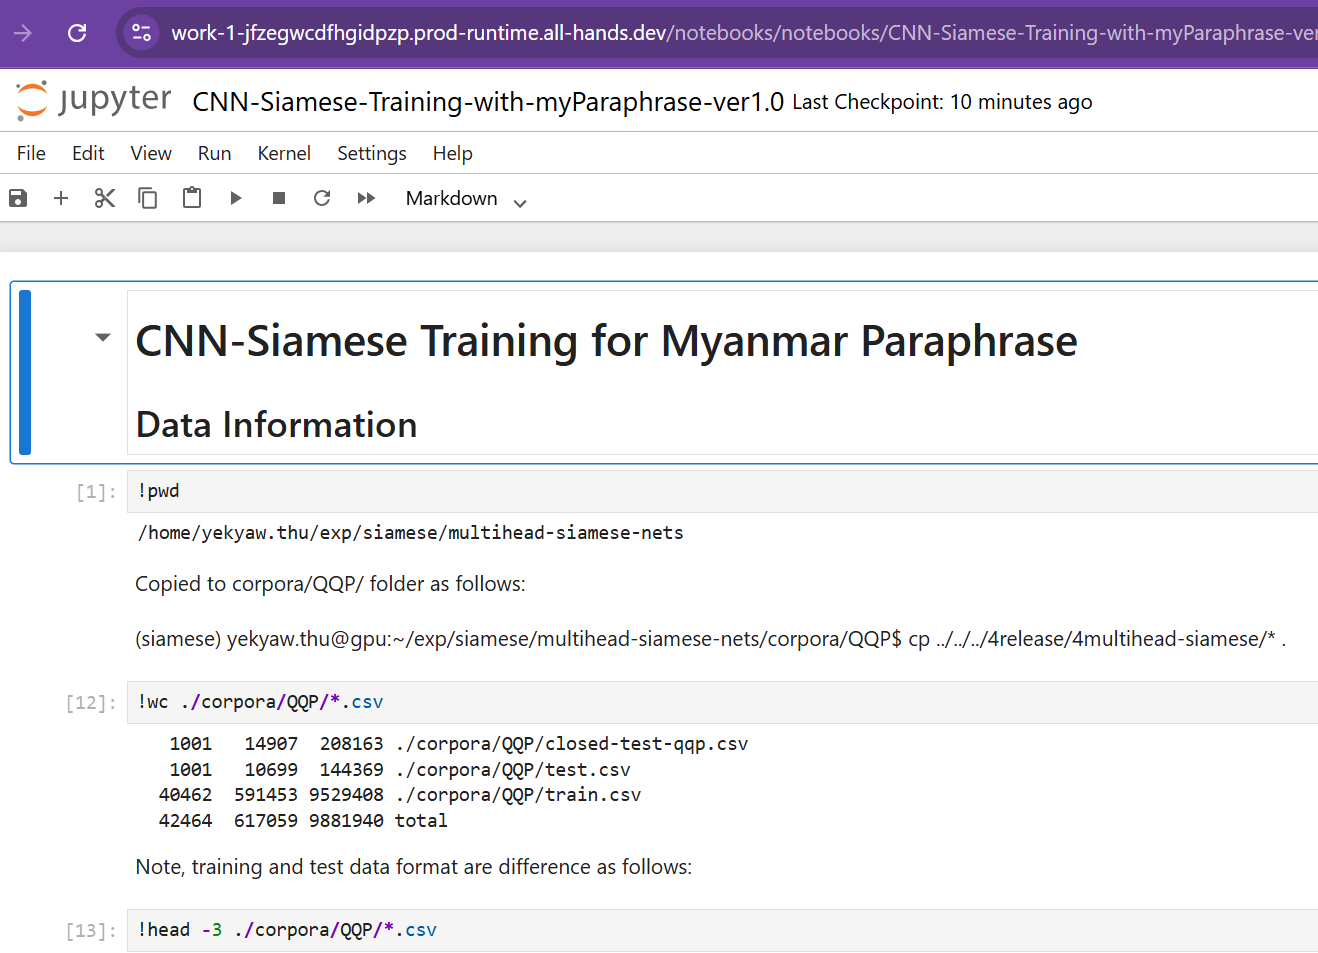 work-1-jfzegwcdfhgidpzp.prod-runtime.all-hands.dev/notebooks/notebooks/CNN-Siamese-Training-with-myParaphrase-ver
jupyter CNN-Siamese-Training-with-myParaphrase-ver1.0 Last Checkpoint: 10 minutes ago
File Edit View Run Kernel Settings Help
Markdown
CNN-Siamese Training for Myanmar Paraphrase
Data Information
[1]: !pwd
/home/yekyaw.thu/exp/siamese/multihead-siamese-nets
Copied to corpora/QQP/ folder as follows:
(siamese) yekyaw.thu@gpu:~/exp/siamese/multihead-siamese-nets/corpora/QQP$ cp ../../../4release/4multihead-siamese/* .
[12]: !wc ./corpora/QQP/*.csv
1001 14907 208163 ./corpora/QQP/closed-test-qqp.csv
1001 10699 144369 ./corpora/QQP/test.csv
40462 591453 9529408 ./corpora/QQP/train.csv
42464 617059 9881940 total
Note, training and test data format are difference as follows:
[13]: !head -3 ./corpora/QQP/*.csv